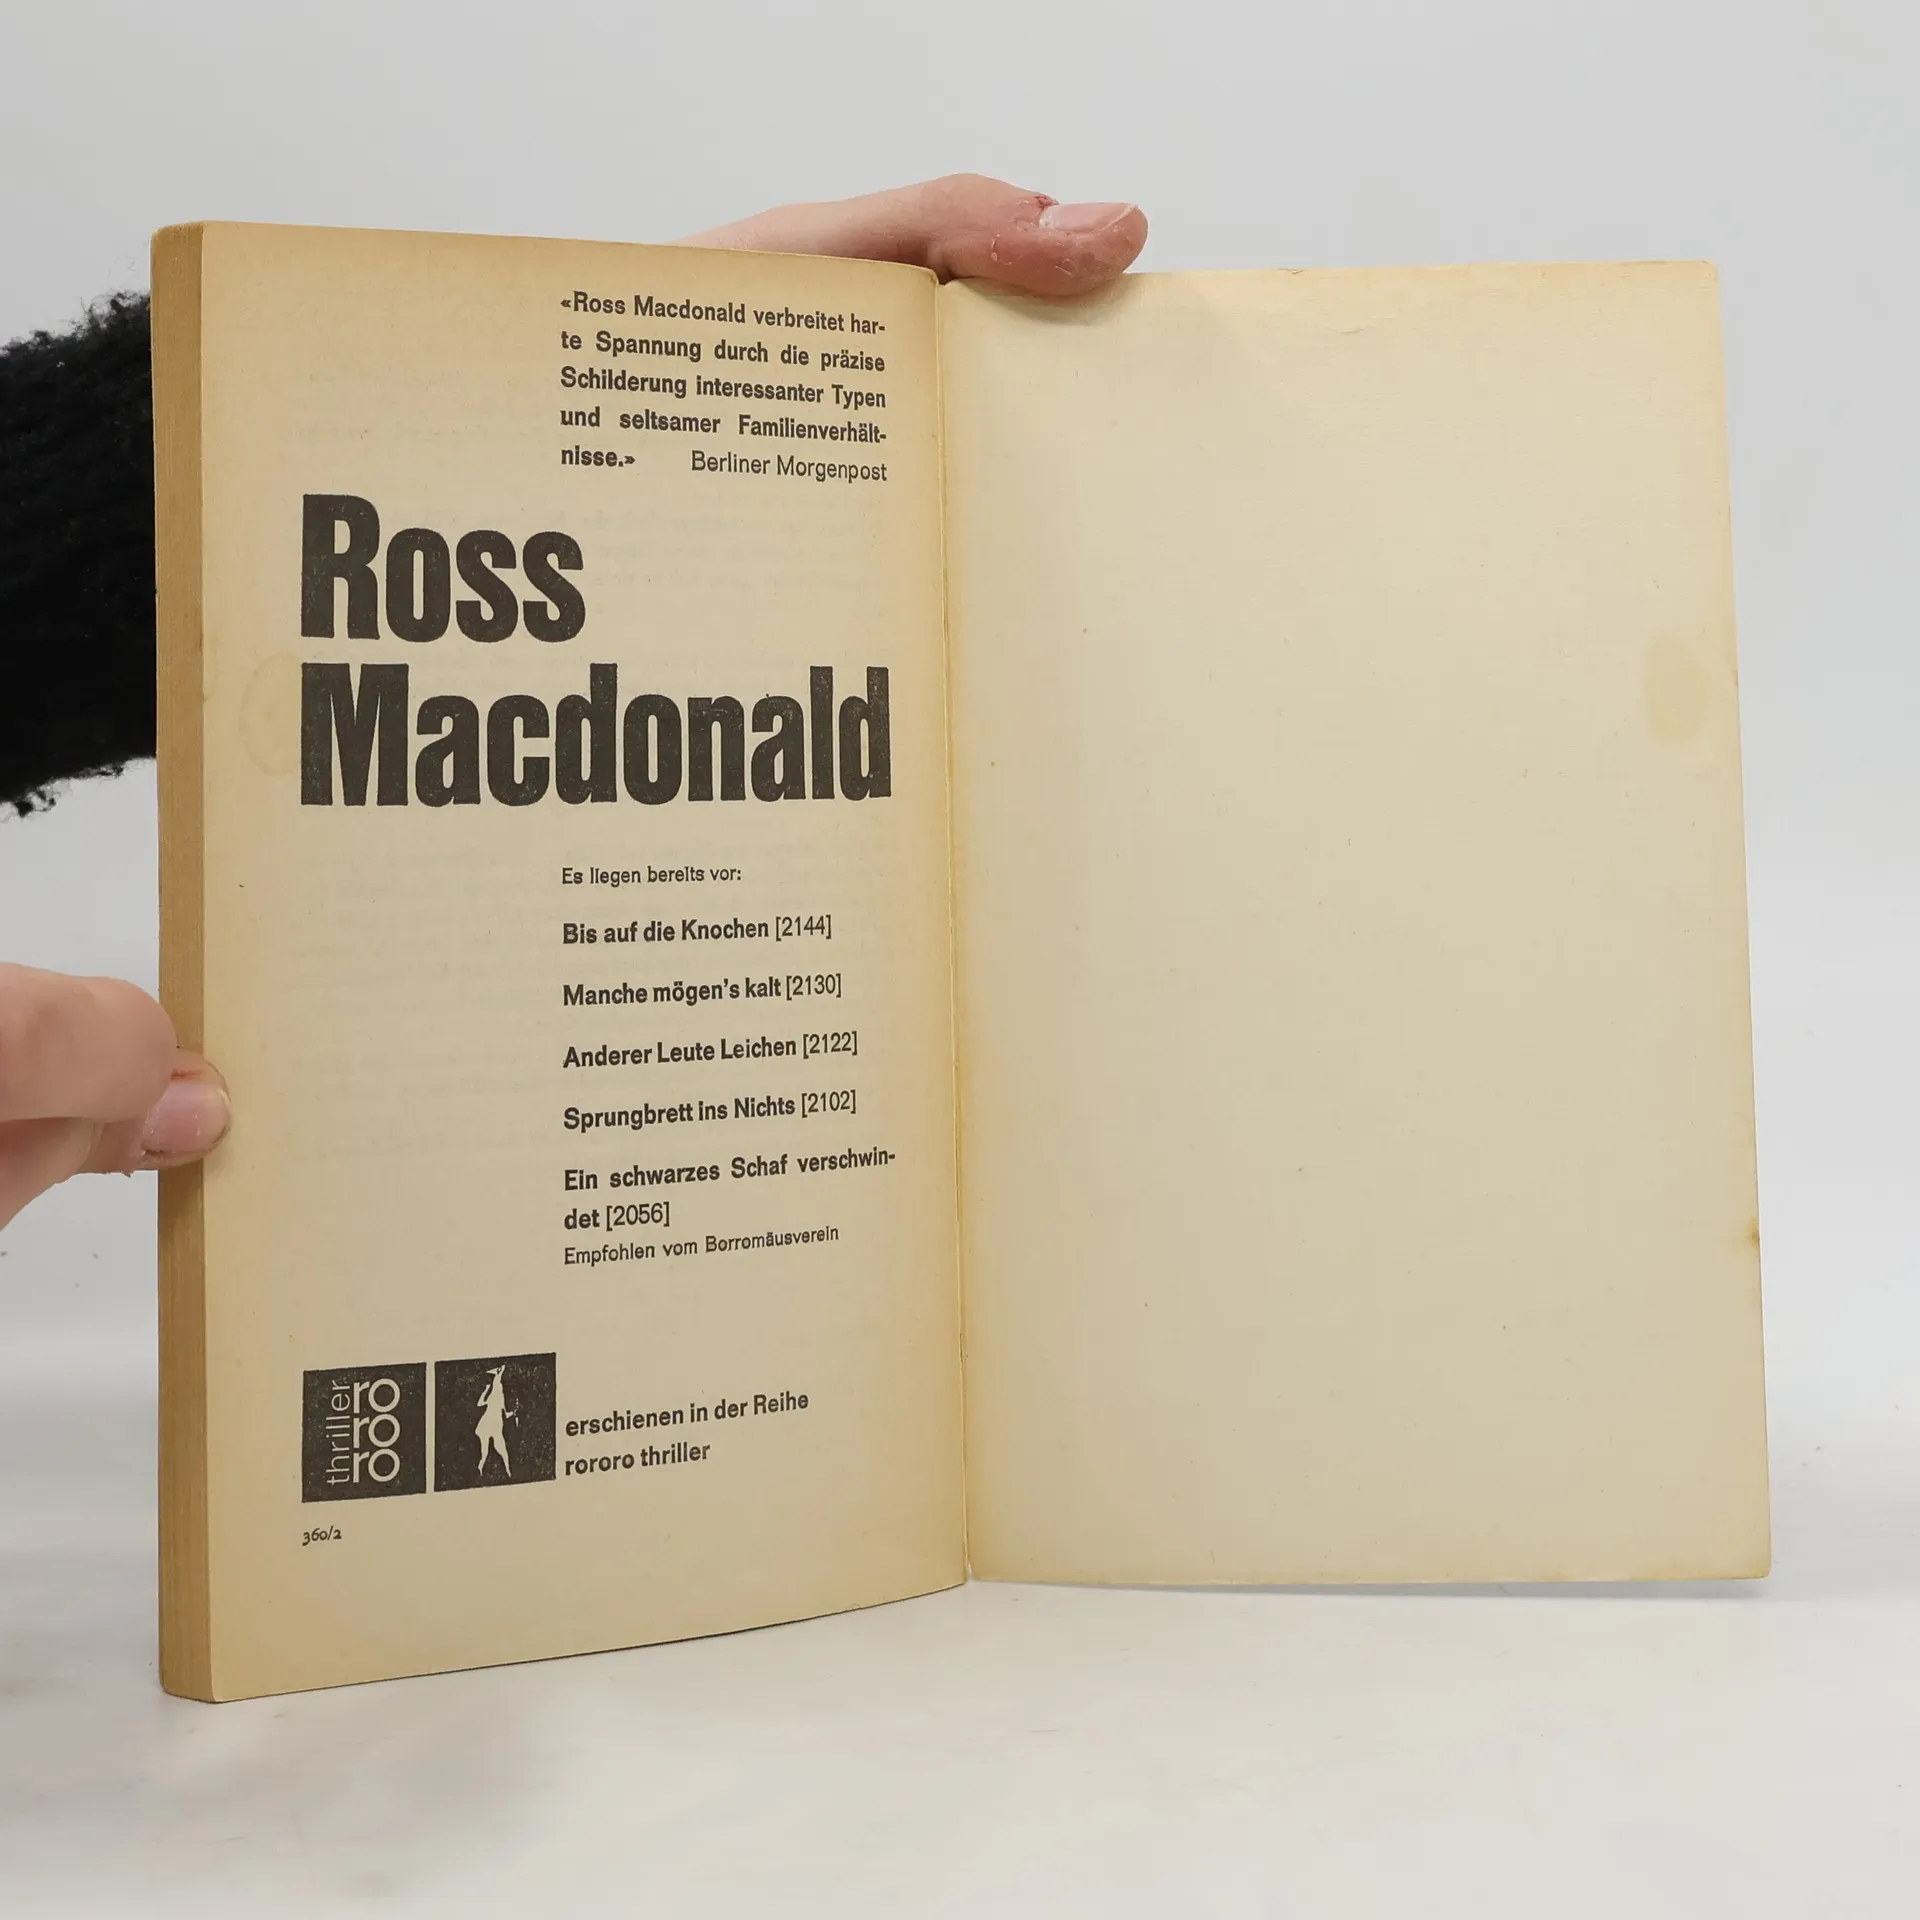 «Ross Macdonald verbreitet har-
te Spannung durch die präzise
Schilderung interessanter Typen
und seltsamer Familienverhält-
nisse.» Berliner Morgenpost
Ross
Macdonald
Es liegen bereits vor:
Bis auf die Knochen [2144]
Manche mögen's kalt [2130]
Anderer Leute Leichen [2122]
Sprungbrett ins Nichts [2102]
Ein schwarzes Schaf verschwin-
det [2056]
Empfohlen vom Borromäusverein
thriller
ro
ro
ro
erschienen in der Reihe
rororo thriller
360/2